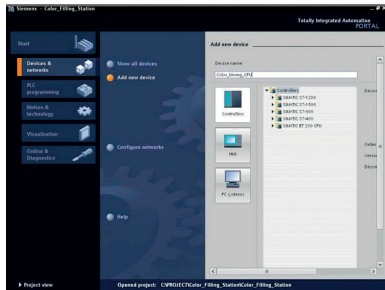 Siemens - Color_Filling_Station
Totally Integrated Automation
PORTAL
Start
Devices &
networks
PLC
programming
Motion &
technology
Visualization
Online &
Diagnostics
Show all devices
Add new device
Configure networks
Help
Add new device
Device name
Color_Mixing_CPU
Controllers
HMI
PC systems
Controllers
SIMATIC S7-1200
SIMATIC S7-1500
SIMATIC S7-300
SIMATIC S7-400
SIMATIC ET 200 CPU
Device
Order
Version
Descri
Project view
Opened project: C:\PROJECT\Color_Filling_Station\Color_Filling_Station